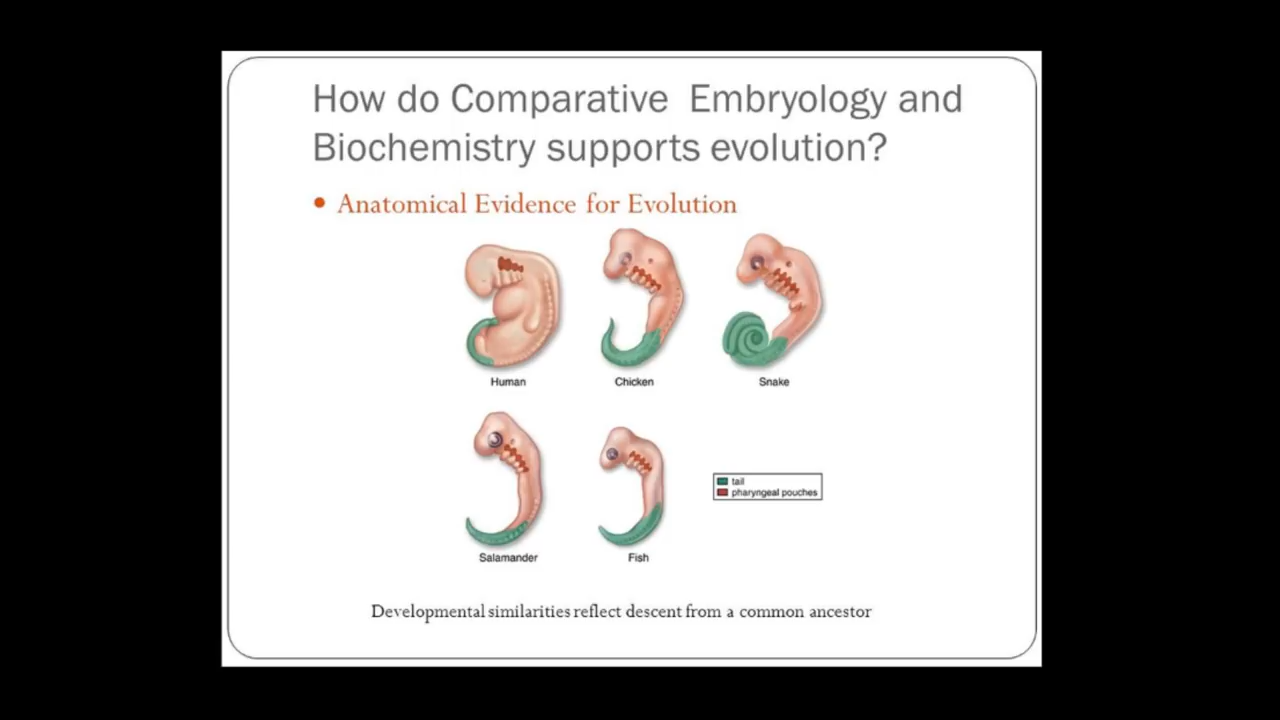 How do Comparative Embryology and
Biochemistry supports evolution?
• Anatomical Evidence for Evolution
Human
Chicken
Snake
Salamander
Fish
tail
pharyngeal pouches
Developmental similarities reflect descent from a common ancestor